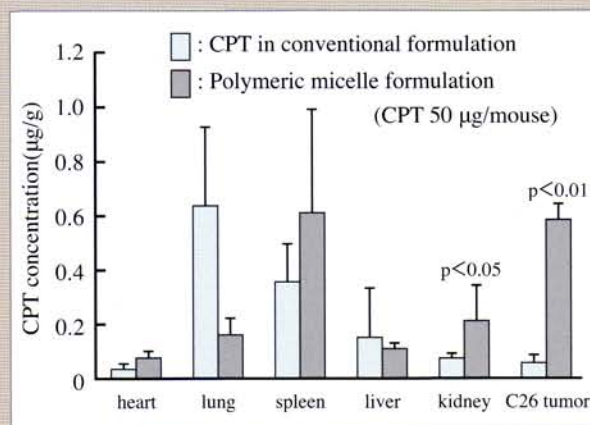 : CPT in conventional formulation
: Polymeric micelle formulation
(CPT 50 μg/mouse)
CPT concentration(μg/g)
1.2
1.0
0.8
0.6
0.4
0.2
0
p<0.05
p<0.01
heart lung spleen liver kidney C26 tumor